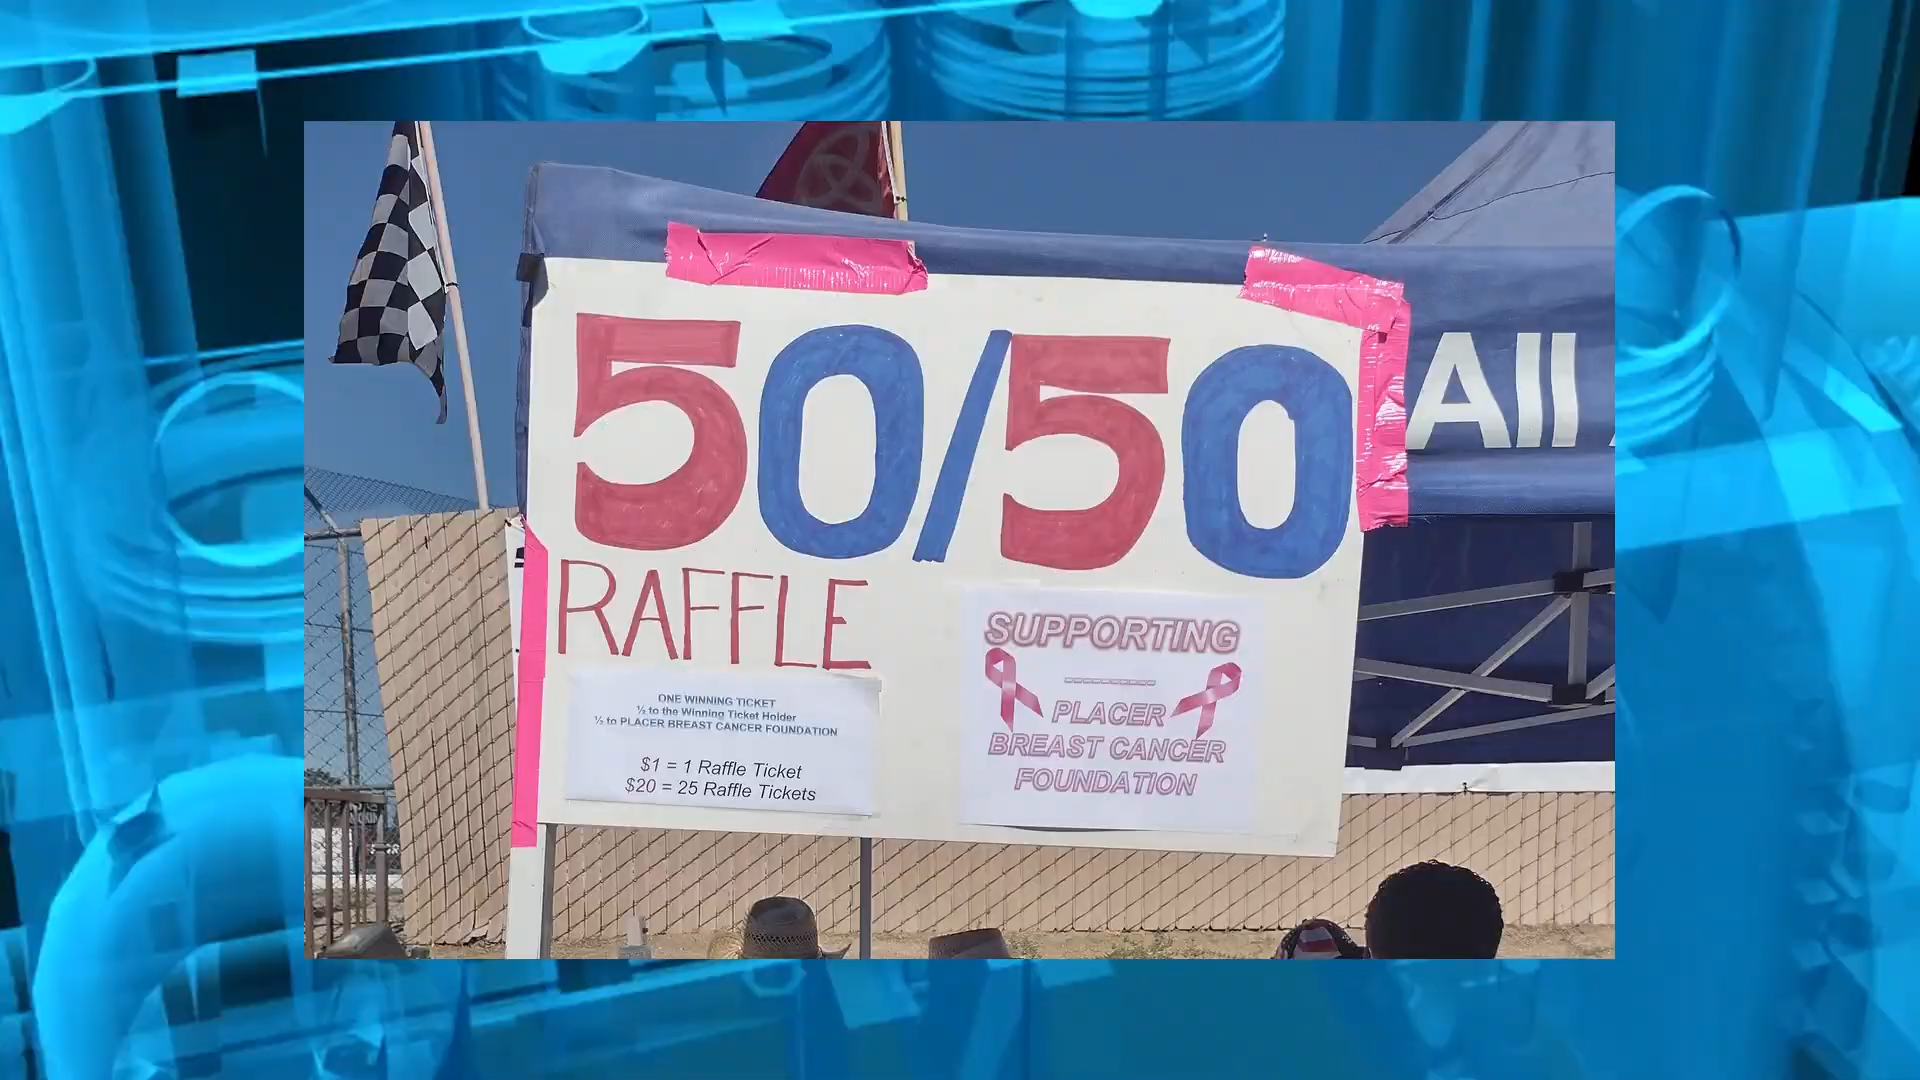 50/50
RAFFLE
ONE WINNING TICKET
½ to the Winning Ticket Holder
½ to PLACER BREAST CANCER FOUNDATION
$1 = 1 Raffle Ticket
$20 = 25 Raffle Tickets
SUPPORTING
PLACER
BREAST CANCER
FOUNDATION
All